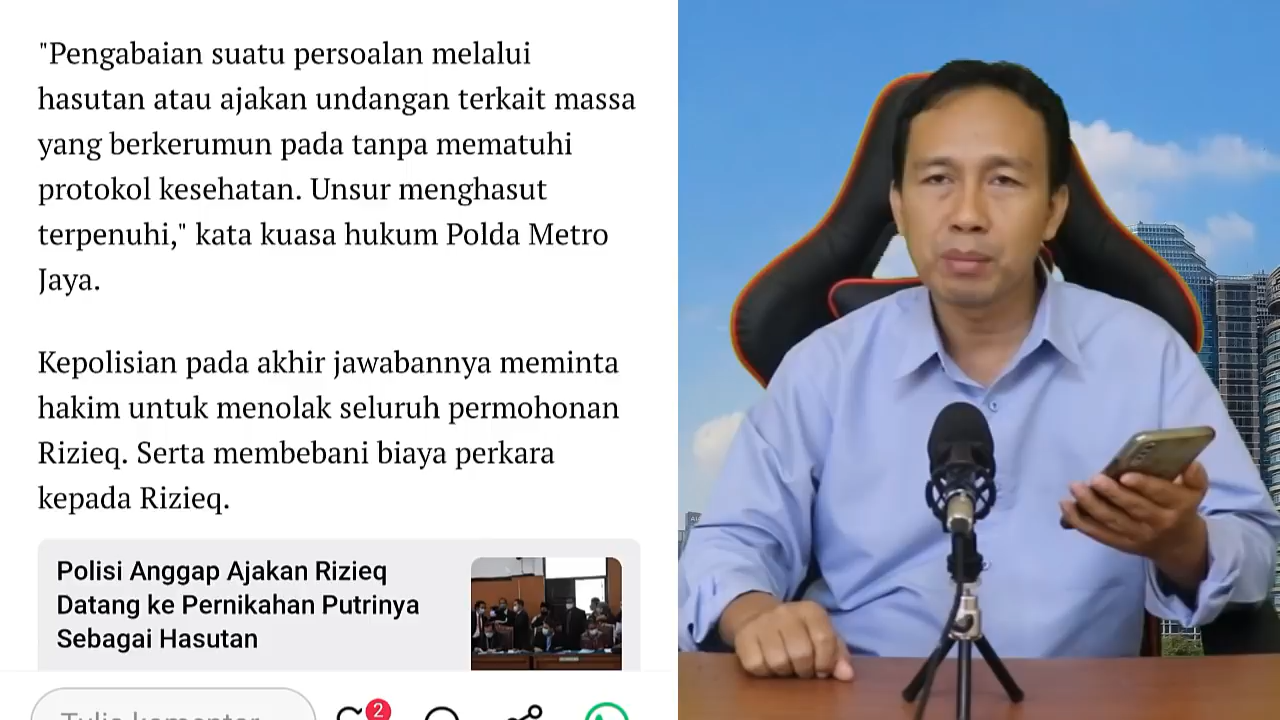 "Pengabaian suatu persoalan melalui
hasutan atau ajakan undangan terkait massa
yang berkerumun pada tanpa mematuhi
protokol kesehatan. Unsur menghasut
terpenuhi," kata kuasa hukum Polda Metro
Jaya.
Kepolisian pada akhir jawabannya meminta
hakim untuk menolak seluruh permohonan
Rizieq. Serta membebani biaya perkara
kepada Rizieq.
Polisi Anggap Ajakan Rizieq
Datang ke Pernikahan Putrinya
Sebagai Hasutan
Tulis komentar
2